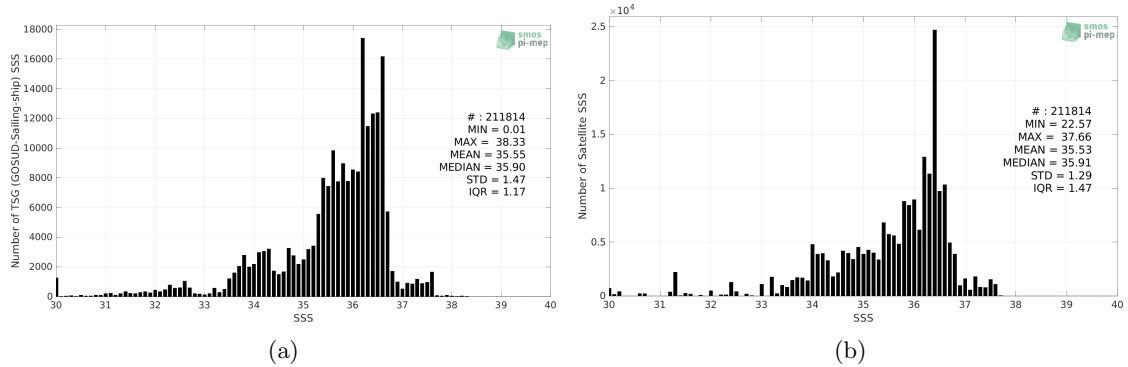 18000
16000
14000
12000
10000
8000
6000
4000
2000
0
Number of TSG (GOSUD-Sailing-ship) SSS
smos
pi-mep
# : 211814
MIN = 0.01
MAX = 38.33
MEAN = 35.55
MEDIAN = 35.90
STD = 1.47
IQR = 1.17
30 31 32 33 34 35 36 37 38 39 40
SSS
(a)
×10⁴
2.5
2
1.5
1
0.5
0
Number of Satellite SSS
smos
pi-mep
# : 211814
MIN = 22.57
MAX = 37.66
MEAN = 35.53
MEDIAN = 35.91
STD = 1.29
IQR = 1.47
30 31 32 33 34 35 36 37 38 39 40
SSS
(b)